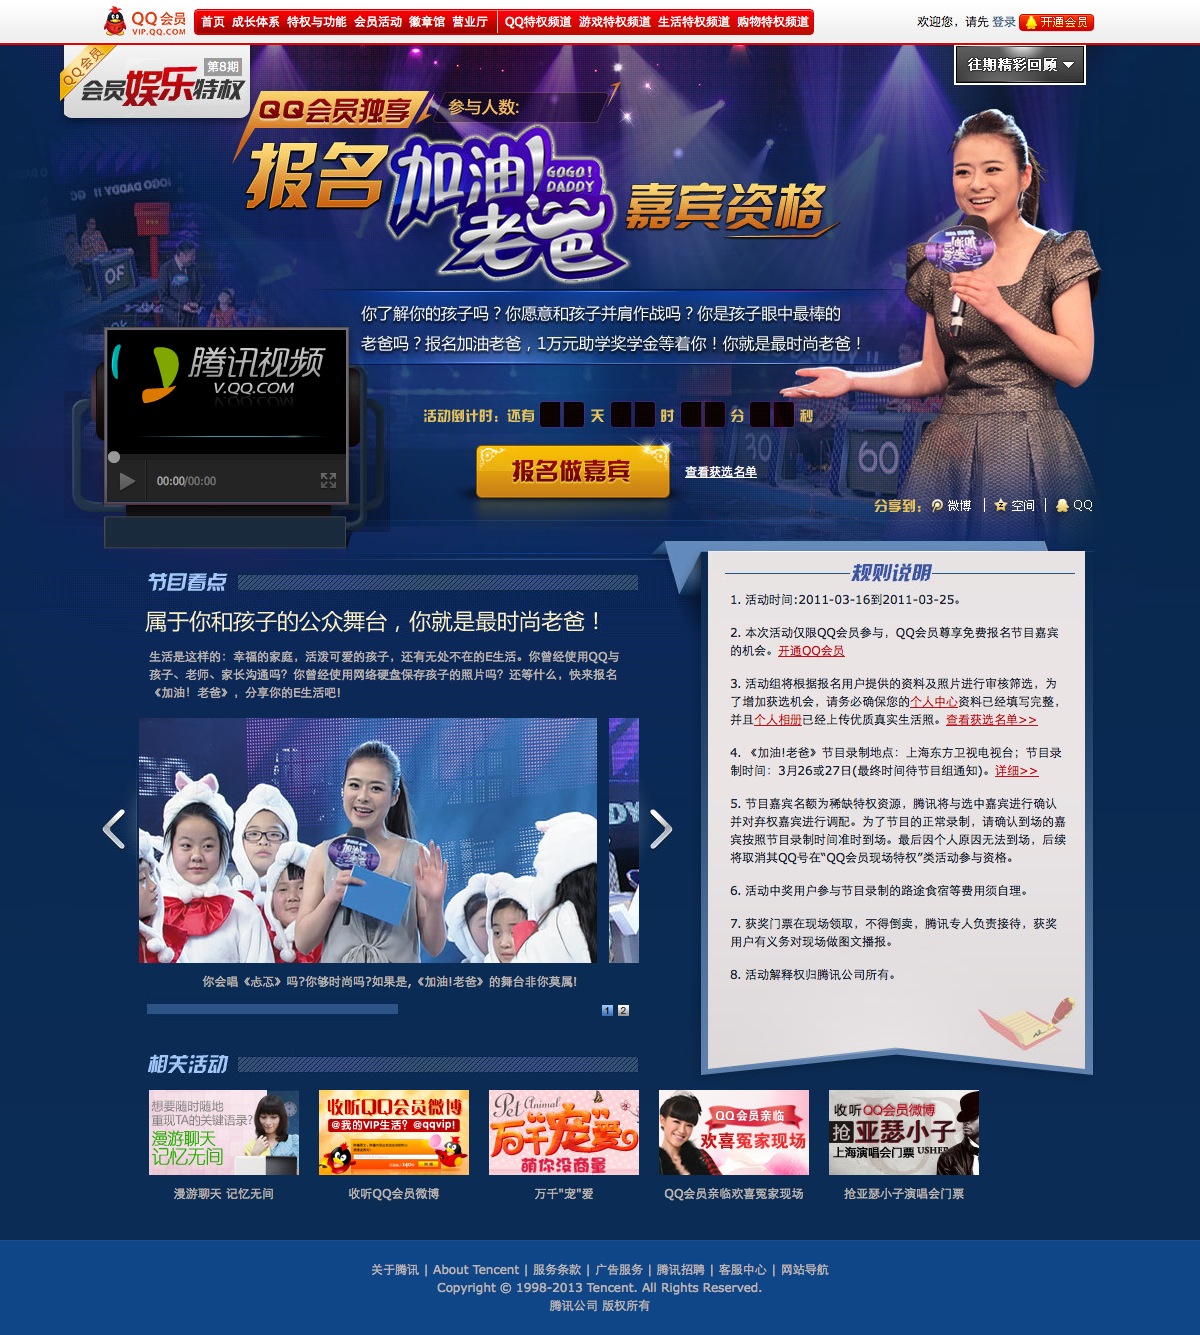 QQ会员
VIP.QQ.COM
首页 成长体系 特权与功能 会员活动 徽章馆 营业厅 QQ特权频道 游戏特权频道 生活特权频道 购物特权频道
欢迎您，请先 登录 开通会员
QQ会员
第8期
会员娱乐特权
往期精彩回顾
QQ会员独享
参与人数:
报名加油!老爸嘉宾资格
GOGO!
DADDY
你了解你的孩子吗？你愿意和孩子并肩作战吗？你是孩子眼中最棒的
老爸吗？报名加油老爸，1万元助学奖学金等着你！你就是最时尚老爸！
腾讯视频
V.QQ.COM
00:00/00:00
活动倒计时：还有 天 时 分 秒
报名做嘉宾
查看获选名单
分享到： 微博 空间 QQ
节目看点
属于你和孩子的公众舞台，你就是最时尚老爸！
生活是这样的：幸福的家庭，活泼可爱的孩子，还有无处不在的E生活。你曾经使用QQ与
孩子、老师、家长沟通吗？你曾经使用网络硬盘保存孩子的照片吗？还等什么，快来报名
《加油！老爸》，分享你的E生活吧!
你会唱《忐忑》吗?你够时尚吗?如果是,《加油!老爸》的舞台非你莫属!
1 2
规则说明
1. 活动时间:2011-03-16到2011-03-25。
2. 本次活动仅限QQ会员参与，QQ会员尊享免费报名节目嘉宾
的机会。开通QQ会员
3. 活动组将根据报名用户提供的资料及照片进行审核筛选，为
了增加获选机会，请务必确保您的个人中心资料已经填写完整，
并且个人相册已经上传优质真实生活照。查看获选名单>>
4. 《加油!老爸》节目录制地点：上海东方卫视电视台；节目录
制时间：3月26或27日(最终时间待节目组通知)。详细>>
5. 节目嘉宾名额为稀缺特权资源，腾讯将与选中嘉宾进行确认
并对弃权嘉宾进行调配。为了节目的正常录制，请确认到场的嘉
宾按照节目录制时间准时到场。最后因个人原因无法到场，后续
将取消其QQ号在“QQ会员现场特权”类活动参与资格。
6. 活动中奖用户参与节目录制的路途食宿等费用须自理。
7. 获奖门票在现场领取，不得倒卖，腾讯专人负责接待，获奖
用户有义务对现场做图文播报。
8. 活动解释权归腾讯公司所有。
相关活动
想要随时随地
重现TA的关键语录?
漫游聊天
记忆无间
收听QQ会员微博
@我的VIP生活? @qqvip!
Pet Animal
万千宠爱
萌你没商量
QQ会员亲临
欢喜冤家现场
收听QQ会员微博
抢亚瑟小子
上海演唱会门票 USHER
漫游聊天 记忆无间
收听QQ会员微博
万千"宠"爱
QQ会员亲临欢喜冤家现场
抢亚瑟小子演唱会门票
关于腾讯 | About Tencent | 服务条款 | 广告服务 | 腾讯招聘 | 客服中心 | 网站导航
Copyright © 1998-2013 Tencent. All Rights Reserved.
腾讯公司 版权所有